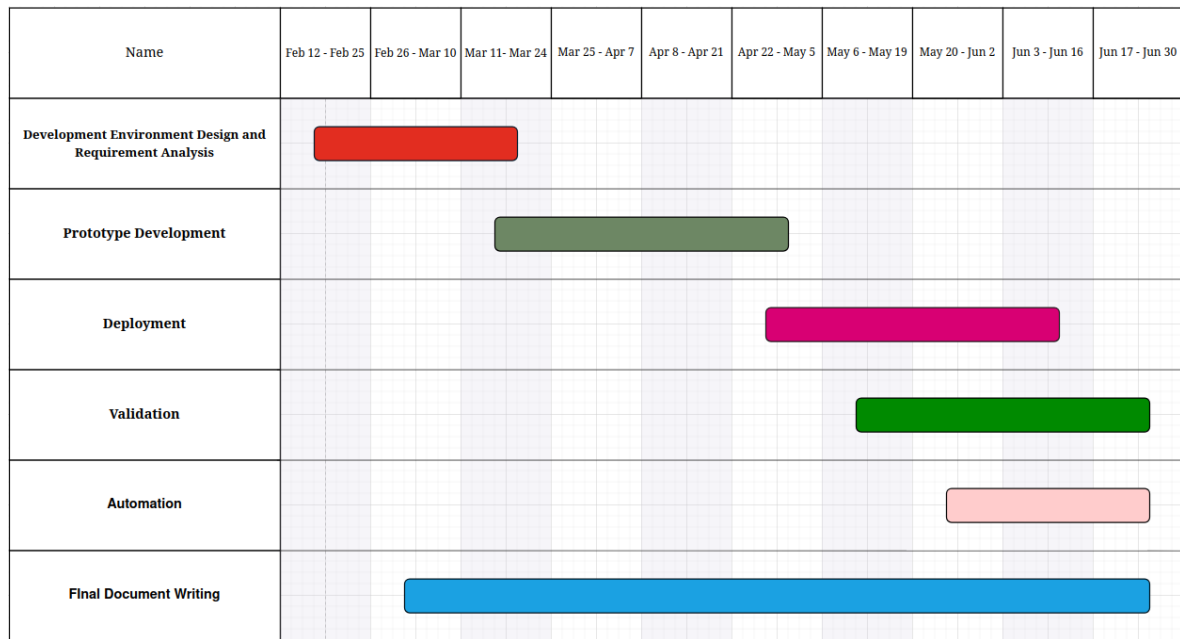 Name
Feb 12 - Feb 25
Feb 26 - Mar 10
Mar 11- Mar 24
Mar 25 - Apr 7
Apr 8 - Apr 21
Apr 22 - May 5
May 6 - May 19
May 20 - Jun 2
Jun 3 - Jun 16
Jun 17 - Jun 30
Development Environment Design and
Requirement Analysis
Prototype Development
Deployment
Validation
Automation
FInal Document Writing